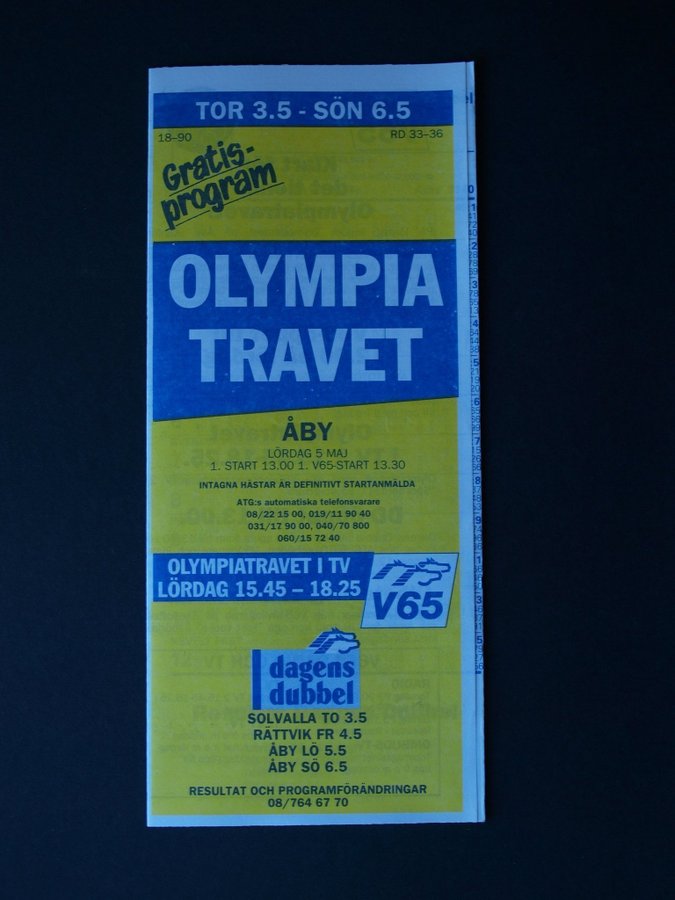 TOR 3.5 - SÖN 6.5
18–90 RD 33–36
Gratis-
program
OLYMPIA
TRAVET
ÅBY
LÖRDAG 5 MAJ
1. START 13.00 1. V65-START 13.30
INTAGNA HÄSTAR ÄR DEFINITIVT STARTANMÄLDA
ATG:s automatiska telefonsvarare
08/22 15 00, 019/11 90 40
031/17 90 00, 040/70 800
060/15 72 40
OLYMPIATRAVET I TV
LÖRDAG 15.45 – 18.25
V65
dagens
dubbel
SOLVALLA TO 3.5
RÄTTVIK FR 4.5
ÅBY LÖ 5.5
ÅBY SÖ 6.5
RESULTAT OCH PROGRAMFÖRÄNDRINGAR
08/764 67 70